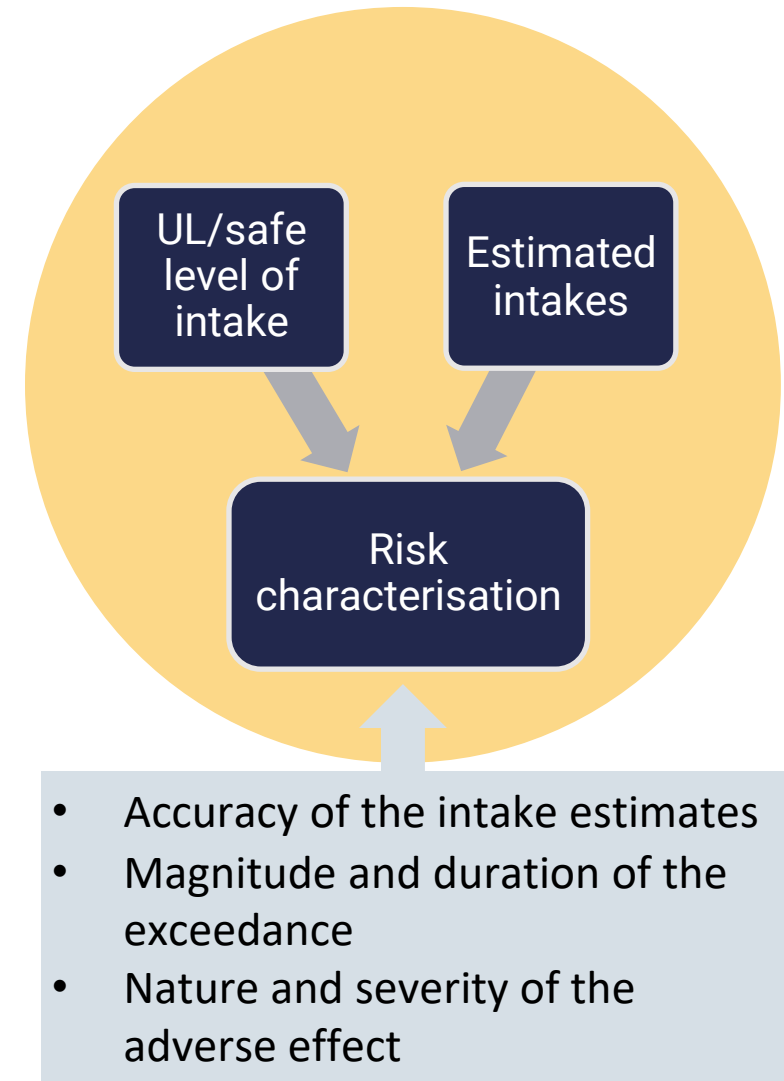 UL/safe
level of
intake
Estimated
intakes
Risk
characterisation
• Accuracy of the intake estimates
• Magnitude and duration of the
exceedance
• Nature and severity of the
adverse effect